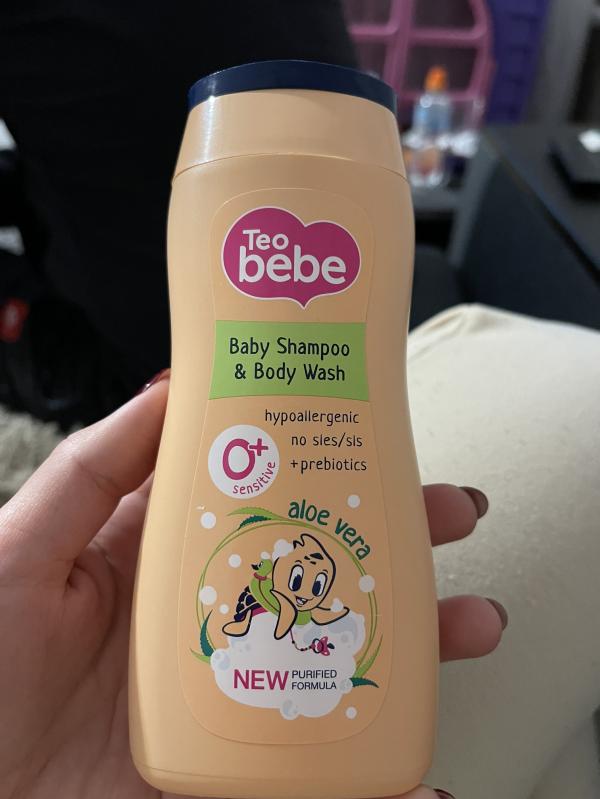 Teo
bebe
Baby Shampoo
& Body Wash
hypoallergenic
no sles/sls
+prebiotics
0+
sensitive
aloe vera
NEW PURIFIED
FORMULA